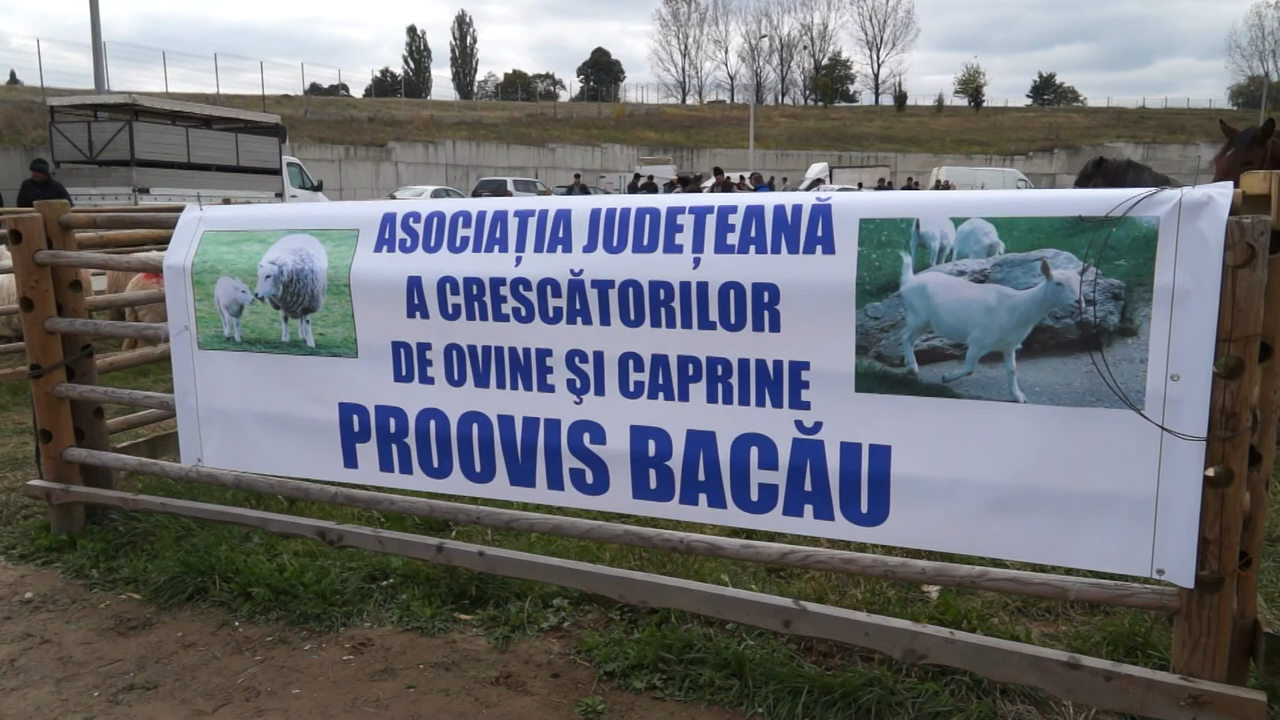 ASOCIAȚIA JUDEȚEANĂ
A CRESCĂTORILOR
DE OVINE ŞI CAPRINE
PROOVIS BACĂU